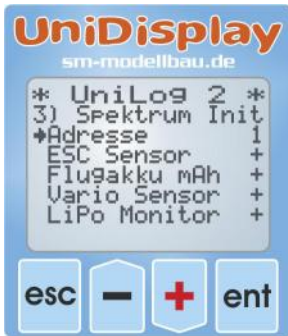 UniDisplay
sm-modellbau.de
* UniLog 2 *
3) Spektrum Init
➔Adresse 1
ESC Sensor +
Flugakku mAh +
Vario Sensor +
LiPo Monitor +
esc - + ent